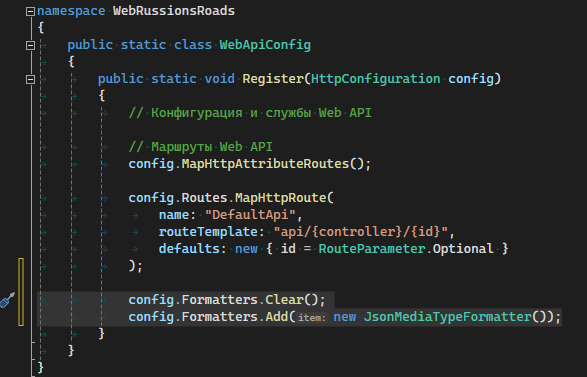 namespace WebRussionsRoads
{
public static class WebApiConfig
{
public static void Register(HttpConfiguration config)
{
// Конфигурация и службы Web API
// Маршруты Web API
config.MapHttpAttributeRoutes();
config.Routes.MapHttpRoute(
name: "DefaultApi",
routeTemplate: "api/{controller}/{id}",
defaults: new { id = RouteParameter.Optional }
);
config.Formatters.Clear();
config.Formatters.Add(item: new JsonMediaTypeFormatter());
}
}
}